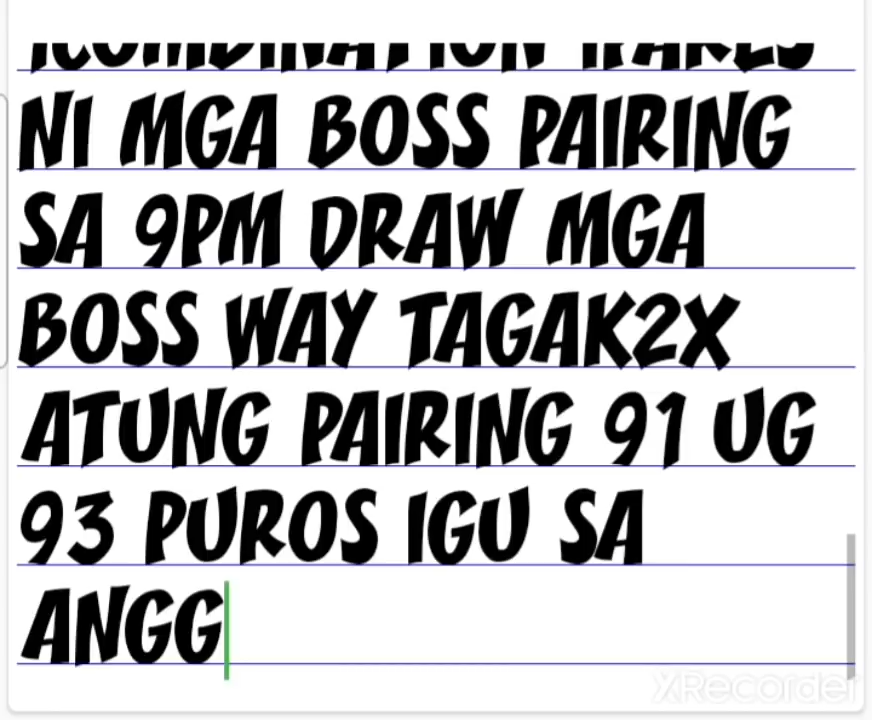 NI MGA BOSS PAIRING
SA 9PM DRAW MGA
BOSS WAY TAGAK2X
ATUNG PAIRING 91 UG
93 PUROS IGU SA
ANGG
XRecorder